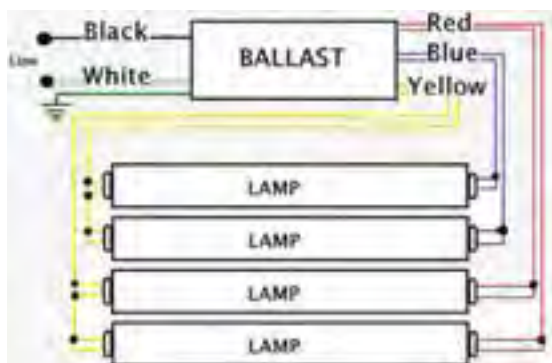 Black
Red
Line
BALLAST
Blue
White
Yellow
LAMP
LAMP
LAMP
LAMP